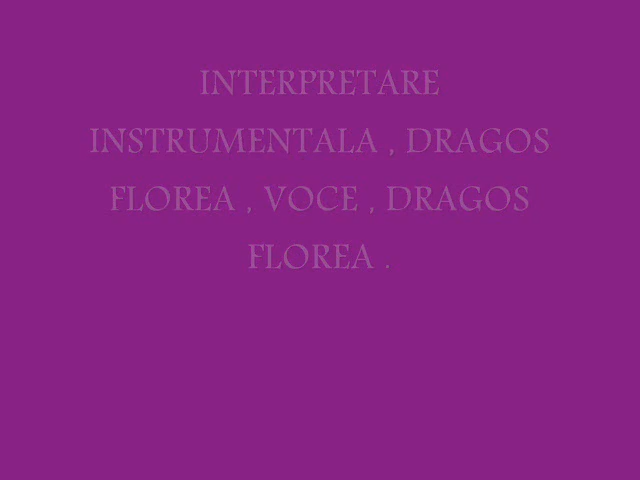 INTERPRETARE
INSTRUMENTALA , DRAGOS
FLOREA , VOCE , DRAGOS
FLOREA .